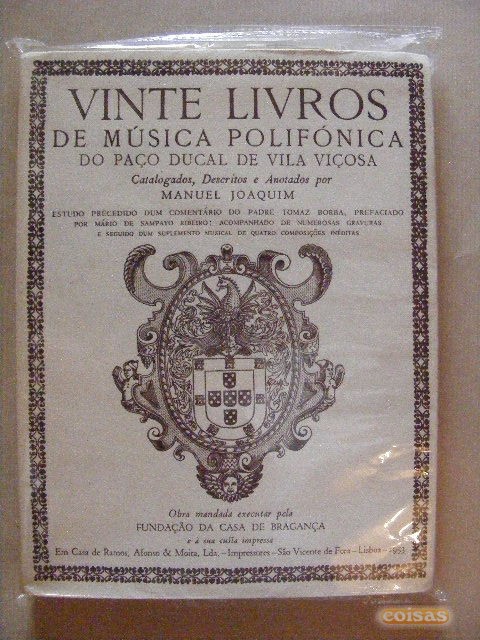 VINTE LIVROS
DE MÚSICA POLIFÓNICA
DO PAÇO DUCAL DE VILA VIÇOSA
Catalogados, Descritos e Anotados por
MANUEL JOAQUIM
ESTUDO PRECEDIDO DUM COMENTÁRIO DO PADRE TOMAZ BORBA, PREFACIADO
POR MÁRIO DE SAMPAYO RIBEIRO; ACOMPANHADO DE NUMEROSAS GRAVURAS
E SEGUIDO DUM SUPLEMENTO MUSICAL DE QUATRO COMPOSIÇÕES INÉDITAS
Obra mandada executar pela
FUNDAÇÃO DA CASA DE BRAGANÇA
e à sua custa impressa
Em Casa de Ramos, Afonso & Moita, Lda. – Impressores – São Vicente de Fora – Lisboa – 1953
coisas